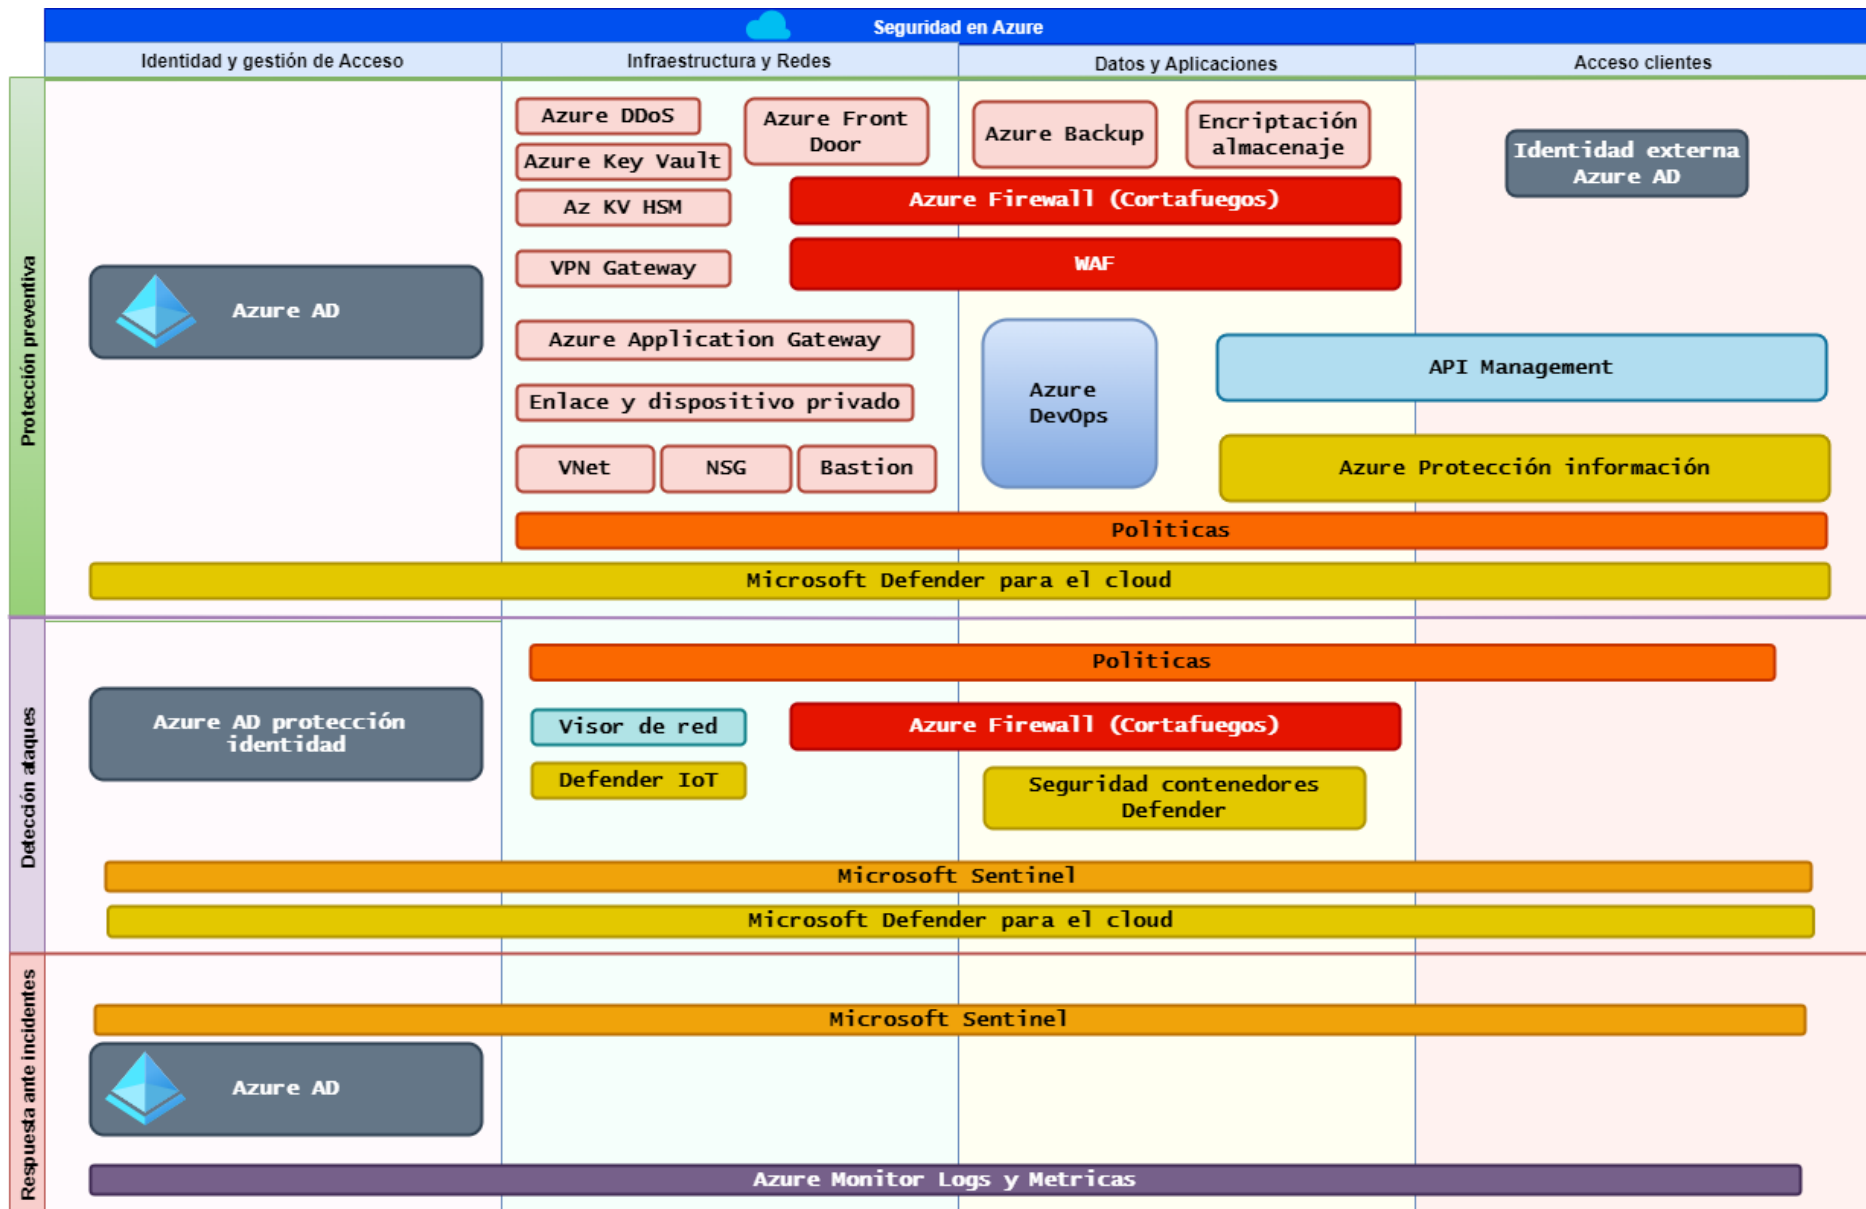 Seguridad en Azure
Identidad y gestión de Acceso
Infraestructura y Redes
Datos y Aplicaciones
Acceso clientes
Protección preventiva
Azure AD
Azure DDoS
Azure Front
Door
Azure Key Vault
Az KV HSM
VPN Gateway
Azure Backup
Encriptación
almacenaje
Identidad externa
Azure AD
Azure Firewall (Cortafuegos)
WAF
Azure Application Gateway
Enlace y dispositivo privado
VNet
NSG
Bastion
Azure
DevOps
API Management
Azure Protección información
Politicas
Microsoft Defender para el cloud
Detección ataques
Politicas
Azure AD protección
identidad
Visor de red
Azure Firewall (Cortafuegos)
Defender IoT
Seguridad contenedores
Defender
Microsoft Sentinel
Microsoft Defender para el cloud
Respuesta ante incidentes
Microsoft Sentinel
Azure AD
Azure Monitor Logs y Metricas